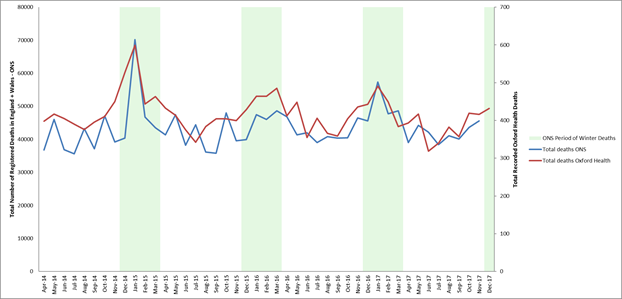 80000
70000
60000
50000
40000
30000
20000
10000
0
Total Number of Registered Deaths in England + Wales - ONS
700
600
500
400
300
200
100
0
Total Recorded Oxford Health Deaths
ONS Period of Winter Deaths
Total deaths ONS
Total deaths Oxford Health
Apr-14
May-14
Jun-14
Jul-14
Aug-14
Sep-14
Oct-14
Nov-14
Dec-14
Jan-15
Feb-15
Mar-15
Apr-15
May-15
Jun-15
Jul-15
Aug-15
Sep-15
Oct-15
Nov-15
Dec-15
Jan-16
Feb-16
Mar-16
Apr-16
May-16
Jun-16
Jul-16
Aug-16
Sep-16
Oct-16
Nov-16
Dec-16
Jan-17
Feb-17
Mar-17
Apr-17
May-17
Jun-17
Jul-17
Aug-17
Sep-17
Oct-17
Nov-17
Dec-17